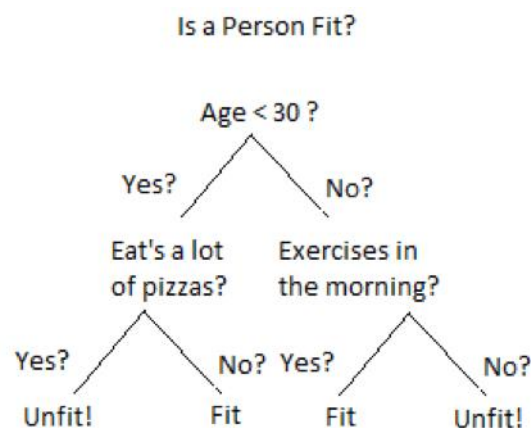 Is a Person Fit?
Age < 30 ?
Yes?
No?
Eat's a lot
of pizzas?
Exercises in
the morning?
Yes?
No?
Yes?
No?
Unfit!
Fit
Fit
Unfit!